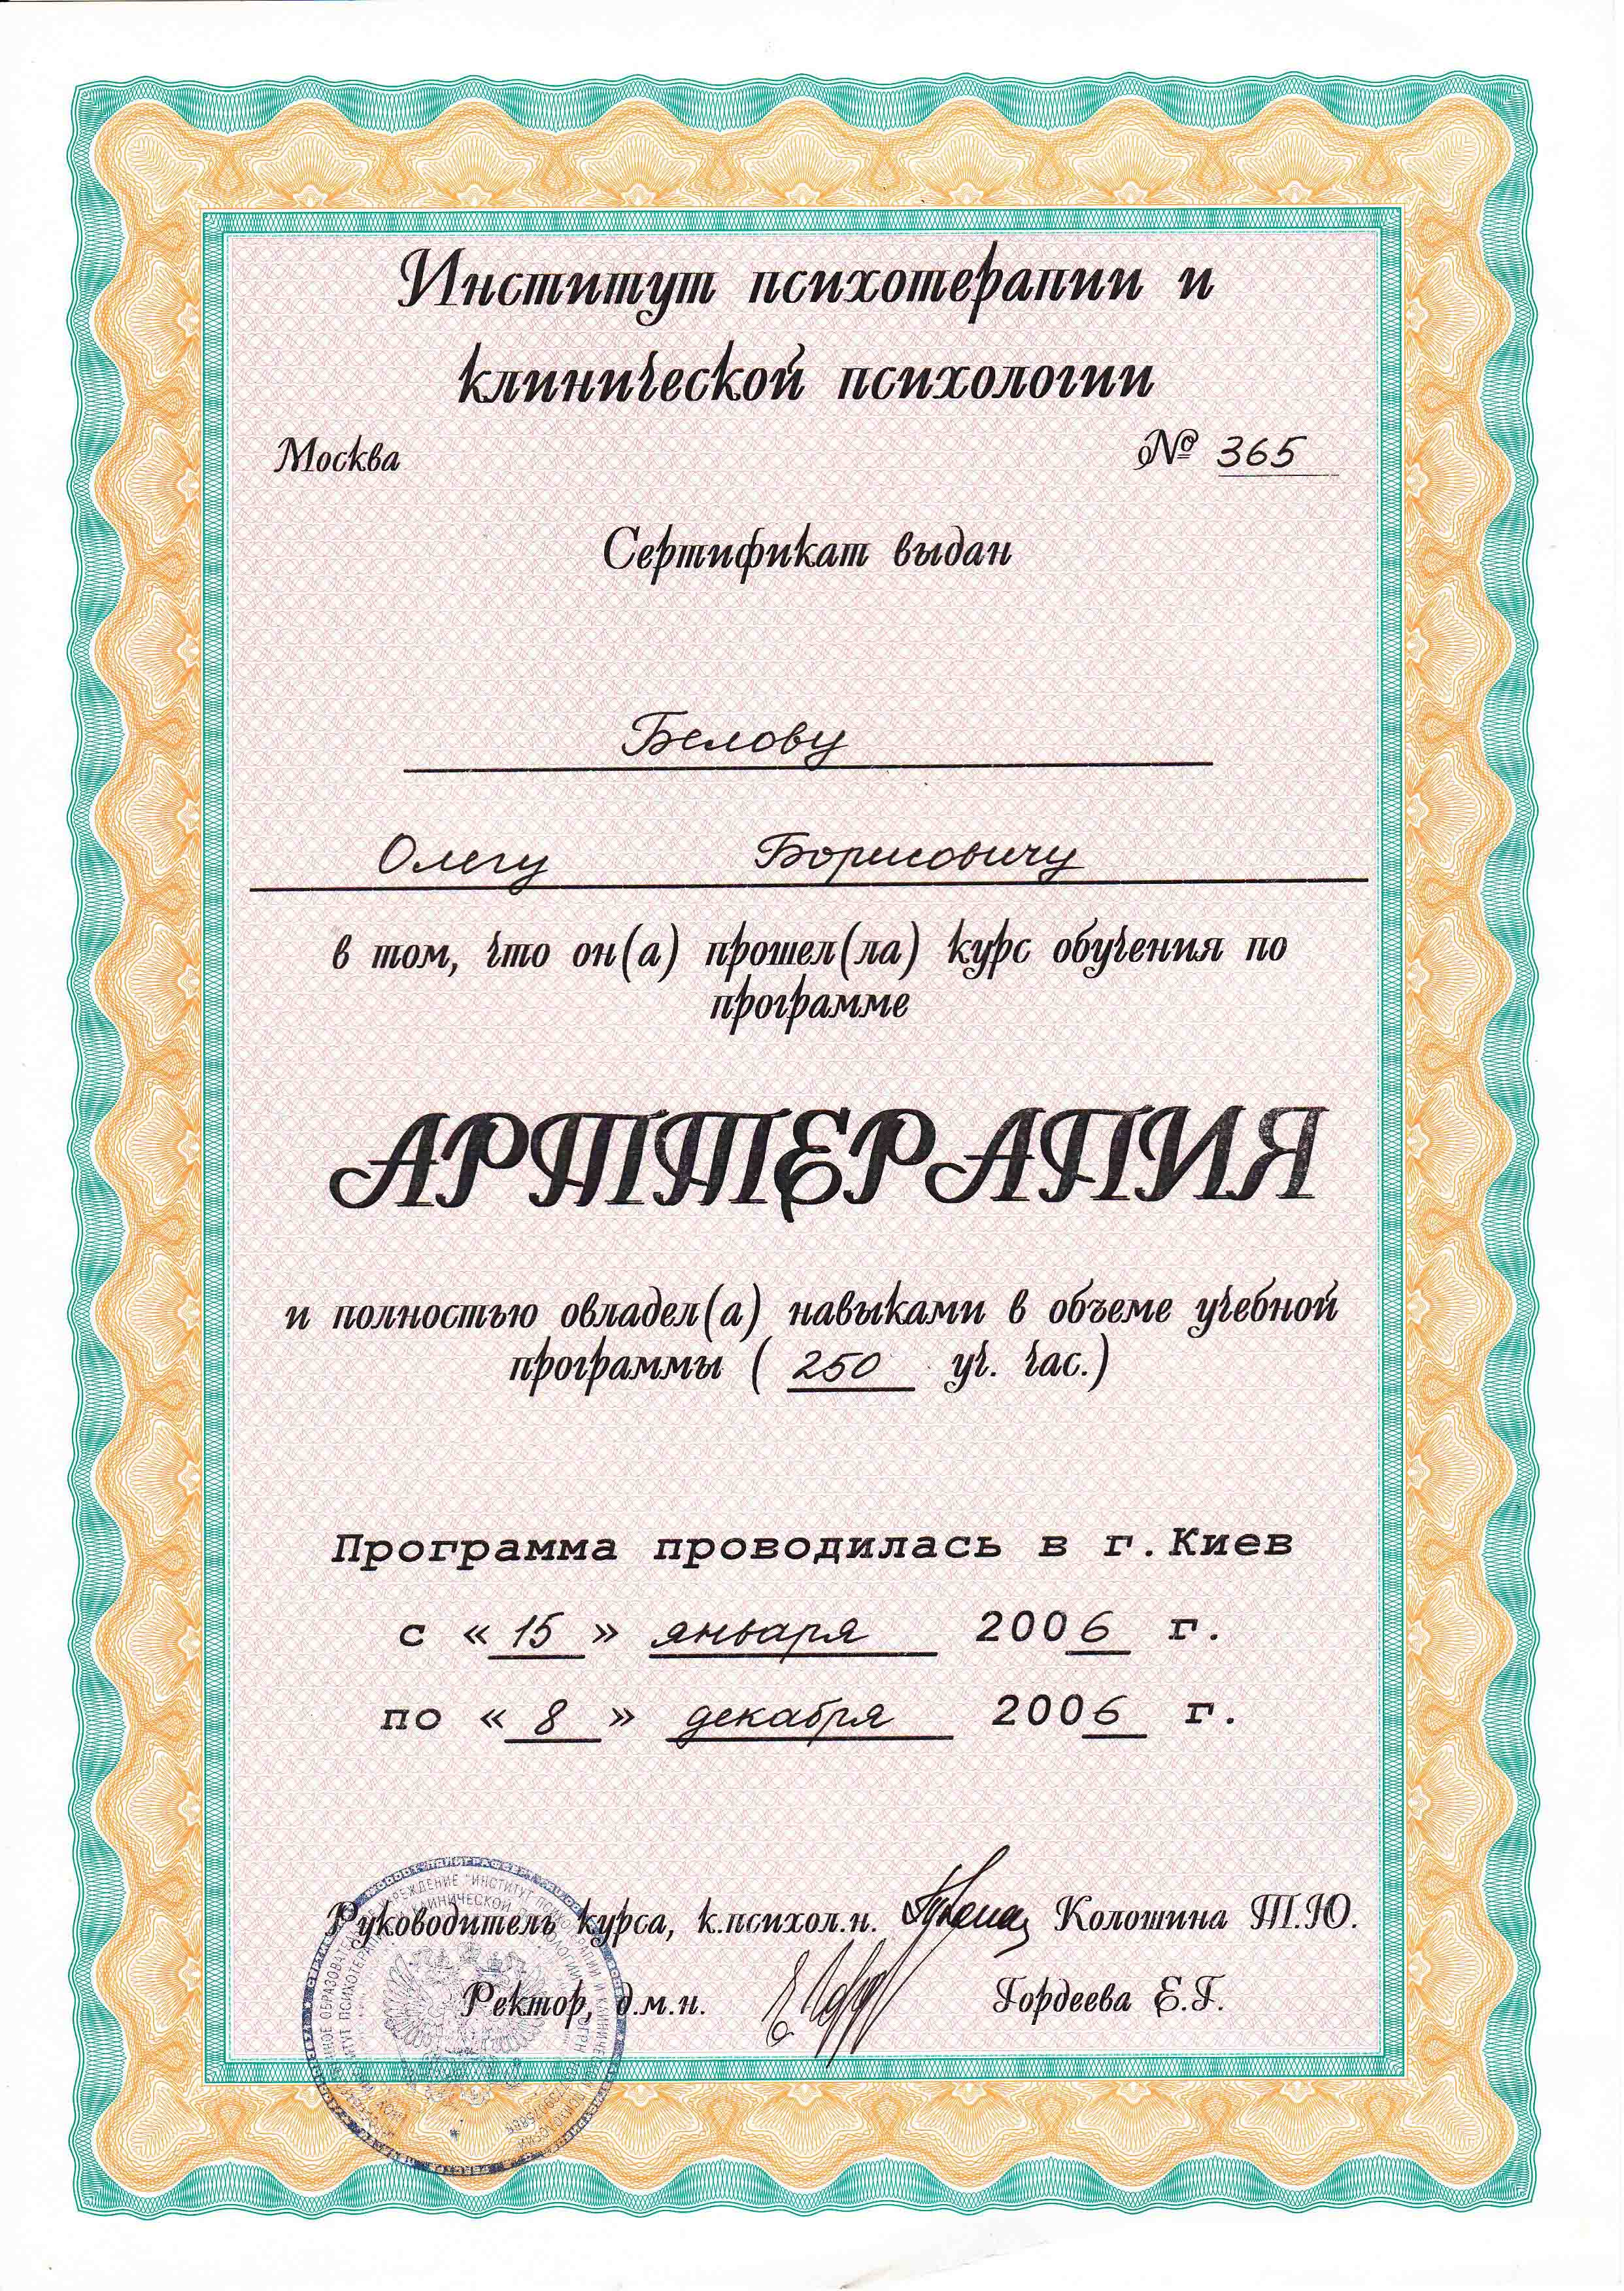 Институт психотерапии и
клинической психологии
Москва № 365
Сертификат выдан
Белову
Олегу Борисовичу
в том, что он(а) прошел(ла) курс обучения по
программе
АРТТЕРАПИЯ
и полностью овладел(а) навыками в объеме учебной
программы ( 250 уч. час.)
Программа проводилась в г.Киев
с « 15 » января 2006 г.
по « 8 » декабря 2006 г.
Руководитель курса, к.психол.н. Колошина Т.Ю.
Ректор, д.м.н. Гордеева Е.Г.